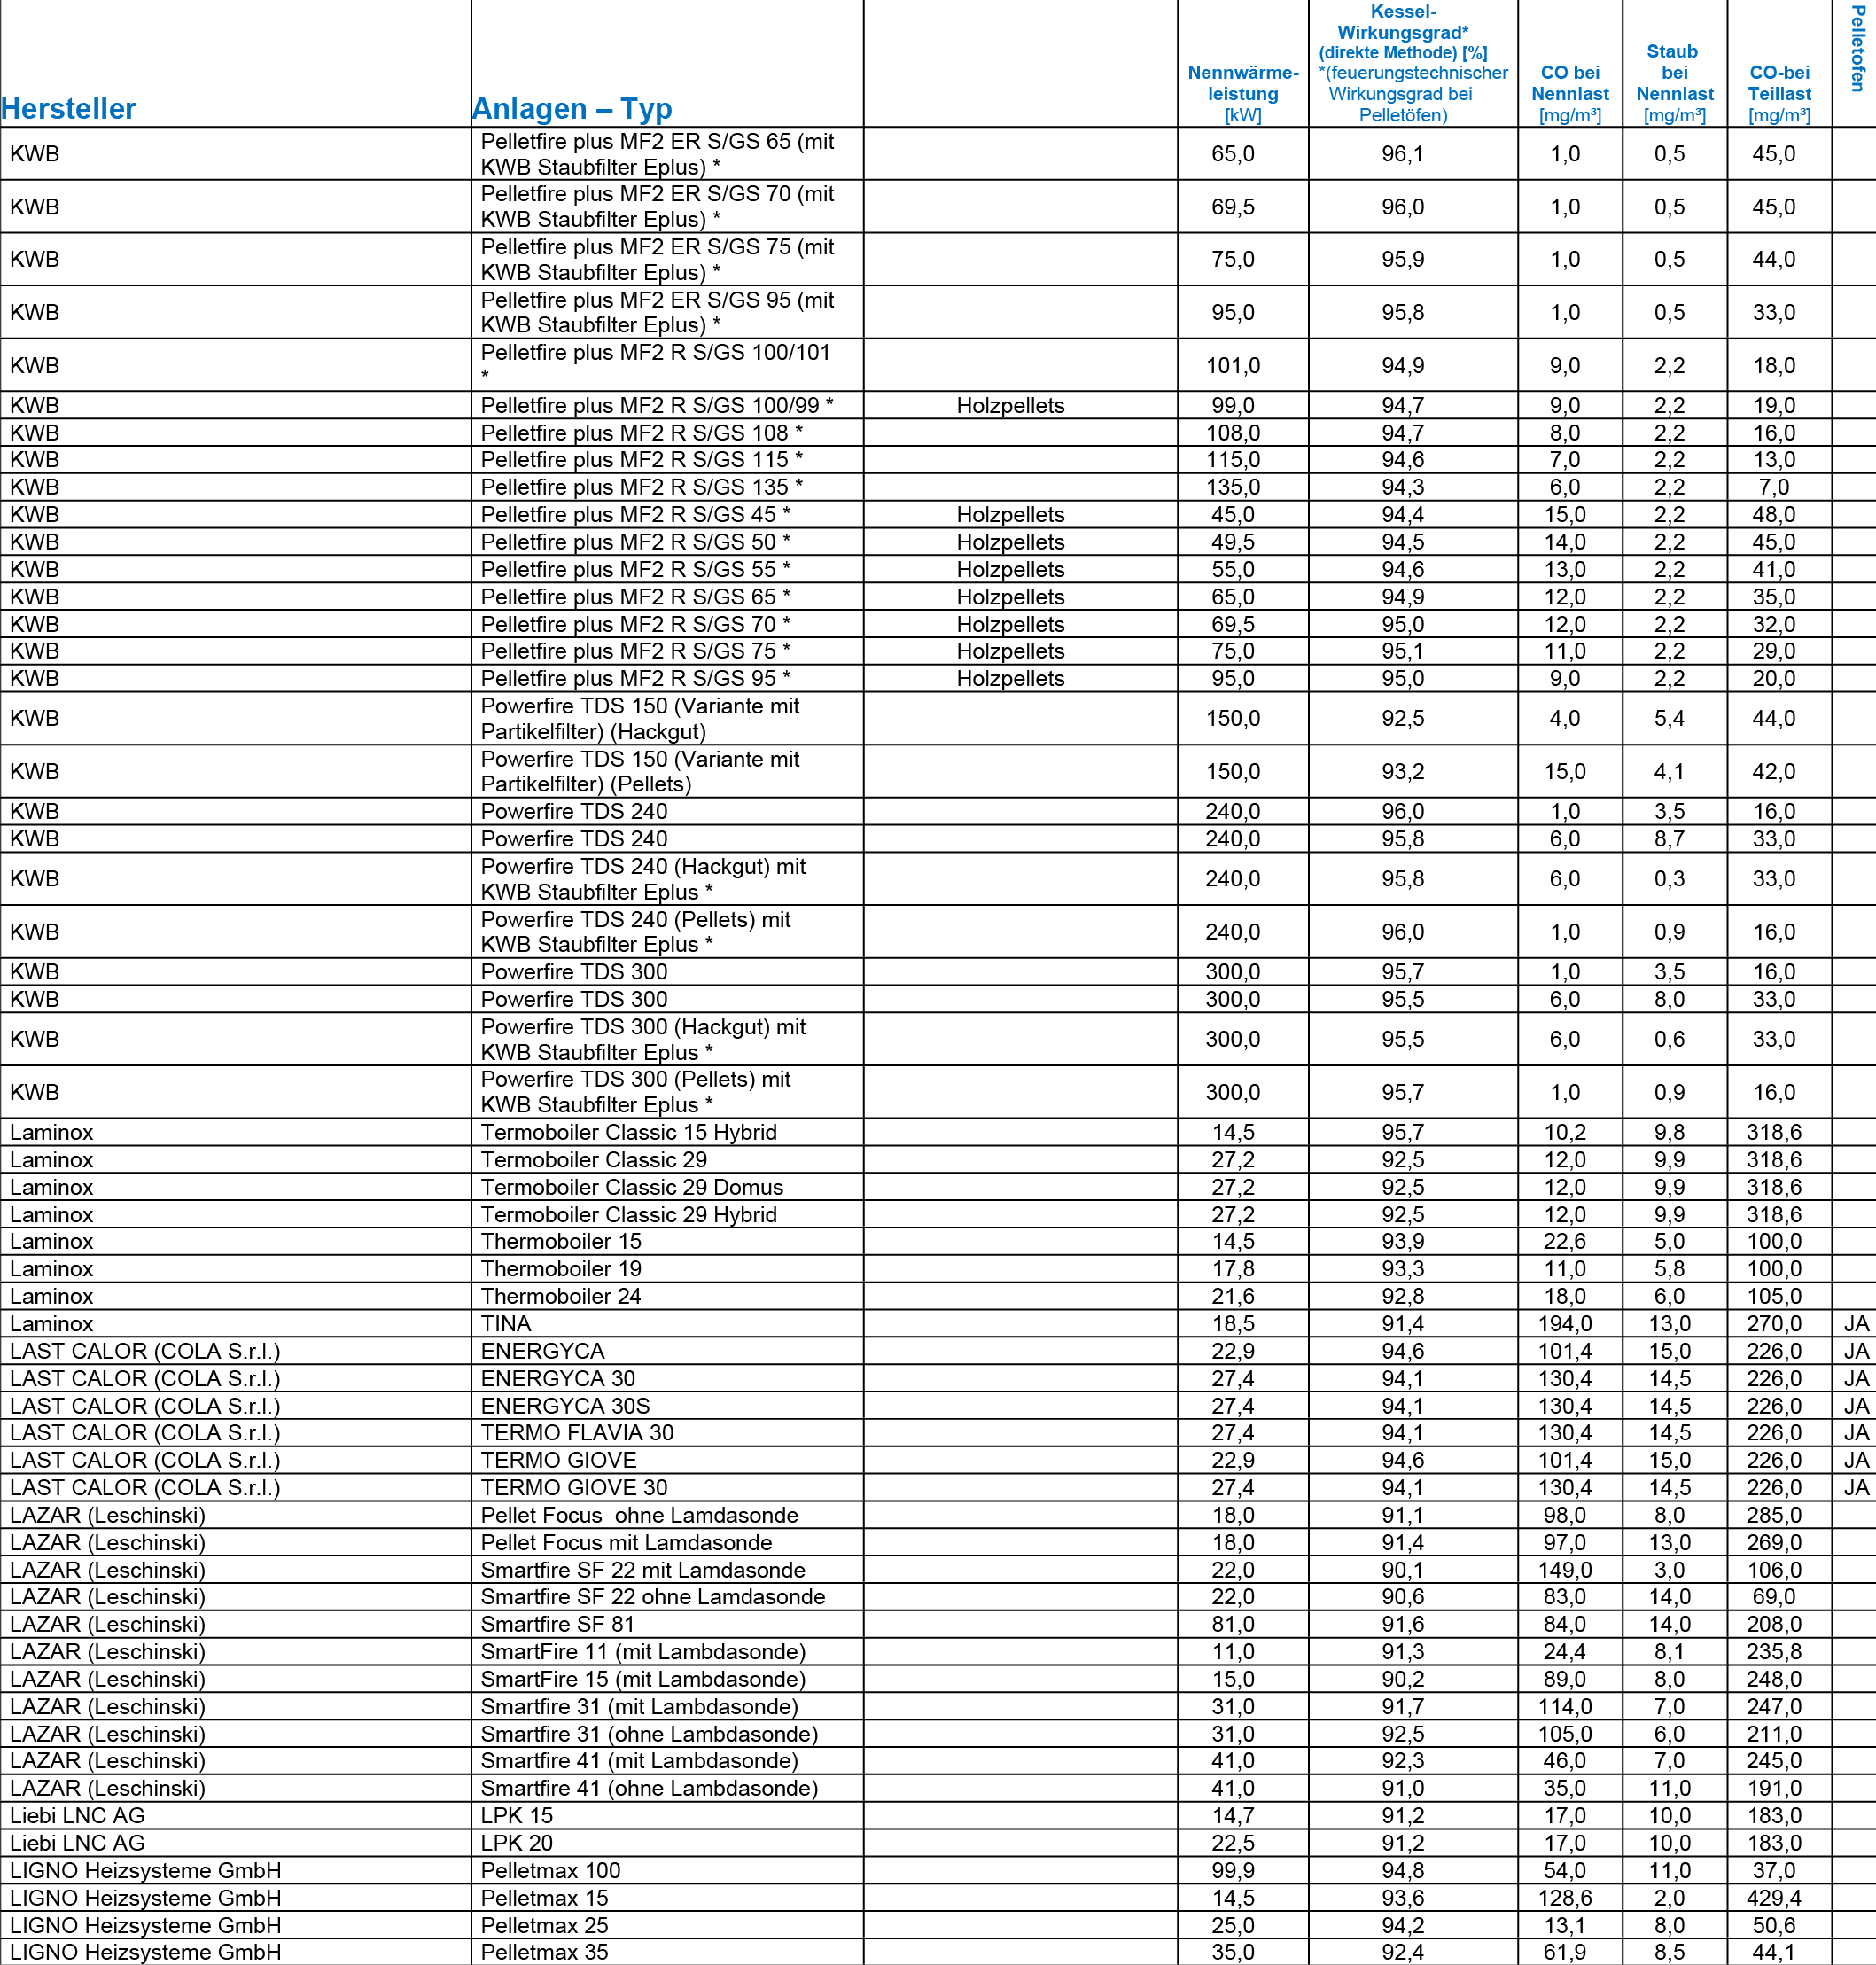 Hersteller Anlagen – Typ Nennwärme-leistung [kW] Kessel-Wirkungsgrad* (direkte Methode) [%] *(feuerungstechnischer Wirkungsgrad bei Pelletöfen) CO bei Nennlast [mg/m³] Staub bei Nennlast [mg/m³] CO-bei Teillast [mg/m³] Pelletofen
KWB Pelletfire plus MF2 ER S/GS 65 (mit KWB Staubfilter Eplus) * 65,0 96,1 1,0 0,5 45,0
KWB Pelletfire plus MF2 ER S/GS 70 (mit KWB Staubfilter Eplus) * 69,5 96,0 1,0 0,5 45,0
KWB Pelletfire plus MF2 ER S/GS 75 (mit KWB Staubfilter Eplus) * 75,0 95,9 1,0 0,5 44,0
KWB Pelletfire plus MF2 ER S/GS 95 (mit KWB Staubfilter Eplus) * 95,0 95,8 1,0 0,5 33,0
KWB Pelletfire plus MF2 R S/GS 100/101 * 101,0 94,9 9,0 2,2 18,0
KWB Pelletfire plus MF2 R S/GS 100/99 * Holzpellets 99,0 94,7 9,0 2,2 19,0
KWB Pelletfire plus MF2 R S/GS 108 * 108,0 94,7 8,0 2,2 16,0
KWB Pelletfire plus MF2 R S/GS 115 * 115,0 94,6 7,0 2,2 13,0
KWB Pelletfire plus MF2 R S/GS 135 * 135,0 94,3 6,0 2,2 7,0
KWB Pelletfire plus MF2 R S/GS 45 * Holzpellets 45,0 94,4 15,0 2,2 48,0
KWB Pelletfire plus MF2 R S/GS 50 * Holzpellets 49,5 94,5 14,0 2,2 45,0
KWB Pelletfire plus MF2 R S/GS 55 * Holzpellets 55,0 94,6 13,0 2,2 41,0
KWB Pelletfire plus MF2 R S/GS 65 * Holzpellets 65,0 94,9 12,0 2,2 35,0
KWB Pelletfire plus MF2 R S/GS 70 * Holzpellets 69,5 95,0 12,0 2,2 32,0
KWB Pelletfire plus MF2 R S/GS 75 * Holzpellets 75,0 95,1 11,0 2,2 29,0
KWB Pelletfire plus MF2 R S/GS 95 * Holzpellets 95,0 95,0 9,0 2,2 20,0
KWB Powerfire TDS 150 (Variante mit Partikelfilter) (Hackgut) 150,0 92,5 4,0 5,4 44,0
KWB Powerfire TDS 150 (Variante mit Partikelfilter) (Pellets) 150,0 93,2 15,0 4,1 42,0
KWB Powerfire TDS 240 240,0 96,0 1,0 3,5 16,0
KWB Powerfire TDS 240 240,0 95,8 6,0 8,7 33,0
KWB Powerfire TDS 240 (Hackgut) mit KWB Staubfilter Eplus * 240,0 95,8 6,0 0,3 33,0
KWB Powerfire TDS 240 (Pellets) mit KWB Staubfilter Eplus * 240,0 96,0 1,0 0,9 16,0
KWB Powerfire TDS 300 300,0 95,7 1,0 3,5 16,0
KWB Powerfire TDS 300 300,0 95,5 6,0 8,0 33,0
KWB Powerfire TDS 300 (Hackgut) mit KWB Staubfilter Eplus * 300,0 95,5 6,0 0,6 33,0
KWB Powerfire TDS 300 (Pellets) mit KWB Staubfilter Eplus * 300,0 95,7 1,0 0,9 16,0
Laminox Termoboiler Classic 15 Hybrid 14,5 95,7 10,2 9,8 318,6
Laminox Termoboiler Classic 29 27,2 92,5 12,0 9,9 318,6
Laminox Termoboiler Classic 29 Domus 27,2 92,5 12,0 9,9 318,6
Laminox Termoboiler Classic 29 Hybrid 27,2 92,5 12,0 9,9 318,6
Laminox Thermoboiler 15 14,5 93,9 22,6 5,0 100,0
Laminox Thermoboiler 19 17,8 93,3 11,0 5,8 100,0
Laminox Thermoboiler 24 21,6 92,8 18,0 6,0 105,0
Laminox TINA 18,5 91,4 194,0 13,0 270,0 JA
LAST CALOR (COLA S.r.l.) ENERGYCA 22,9 94,6 101,4 15,0 226,0 JA
LAST CALOR (COLA S.r.l.) ENERGYCA 30 27,4 94,1 130,4 14,5 226,0 JA
LAST CALOR (COLA S.r.l.) ENERGYCA 30S 27,4 94,1 130,4 14,5 226,0 JA
LAST CALOR (COLA S.r.l.) TERMO FLAVIA 30 27,4 94,1 130,4 14,5 226,0 JA
LAST CALOR (COLA S.r.l.) TERMO GIOVE 22,9 94,6 101,4 15,0 226,0 JA
LAST CALOR (COLA S.r.l.) TERMO GIOVE 30 27,4 94,1 130,4 14,5 226,0 JA
LAZAR (Leschinski) Pellet Focus  ohne Lamdasonde 18,0 91,1 98,0 8,0 285,0
LAZAR (Leschinski) Pellet Focus mit Lamdasonde 18,0 91,4 97,0 13,0 269,0
LAZAR (Leschinski) Smartfire SF 22 mit Lamdasonde 22,0 90,1 149,0 3,0 106,0
LAZAR (Leschinski) Smartfire SF 22 ohne Lamdasonde 22,0 90,6 83,0 14,0 69,0
LAZAR (Leschinski) Smartfire SF 81 81,0 91,6 84,0 14,0 208,0
LAZAR (Leschinski) SmartFire 11 (mit Lambdasonde) 11,0 91,3 24,4 8,1 235,8
LAZAR (Leschinski) SmartFire 15 (mit Lambdasonde) 15,0 90,2 89,0 8,0 248,0
LAZAR (Leschinski) Smartfire 31 (mit Lambdasonde) 31,0 91,7 114,0 7,0 247,0
LAZAR (Leschinski) Smartfire 31 (ohne Lambdasonde) 31,0 92,5 105,0 6,0 211,0
LAZAR (Leschinski) Smartfire 41 (mit Lambdasonde) 41,0 92,3 46,0 7,0 245,0
LAZAR (Leschinski) Smartfire 41 (ohne Lambdasonde) 41,0 91,0 35,0 11,0 191,0
Liebi LNC AG LPK 15 14,7 91,2 17,0 10,0 183,0
Liebi LNC AG LPK 20 22,5 91,2 17,0 10,0 183,0
LIGNO Heizsysteme GmbH Pelletmax 100 99,9 94,8 54,0 11,0 37,0
LIGNO Heizsysteme GmbH Pelletmax 15 14,5 93,6 128,6 2,0 429,4
LIGNO Heizsysteme GmbH Pelletmax 25 25,0 94,2 13,1 8,0 50,6
LIGNO Heizsysteme GmbH Pelletmax 35 35,0 92,4 61,9 8,5 44,1